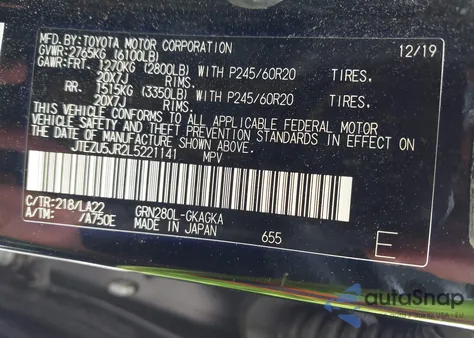 MFD.BY:TOYOTA MOTOR CORPORATION 12/19
GVWR:2765KG (6100LB)
GAWR:FRT. 1270KG (2800LB) WITH P245/60R20 TIRES,
20X7J RIMS.
RR. 1515KG (3350LB) WITH P245/60R20 TIRES,
20X7J RIMS.
THIS VEHICLE CONFORMS TO ALL APPLICABLE FEDERAL MOTOR
VEHICLE SAFETY AND THEFT PREVENTION STANDARDS IN EFFECT ON
THE DATE OF MANUFACTURE SHOWN ABOVE.
JTEZU5JR2L5221141 MPV
C/TR:218/LA22 GRN280L-GKAGKA
A/TM: /A750E MADE IN JAPAN 655 E
autoSnap